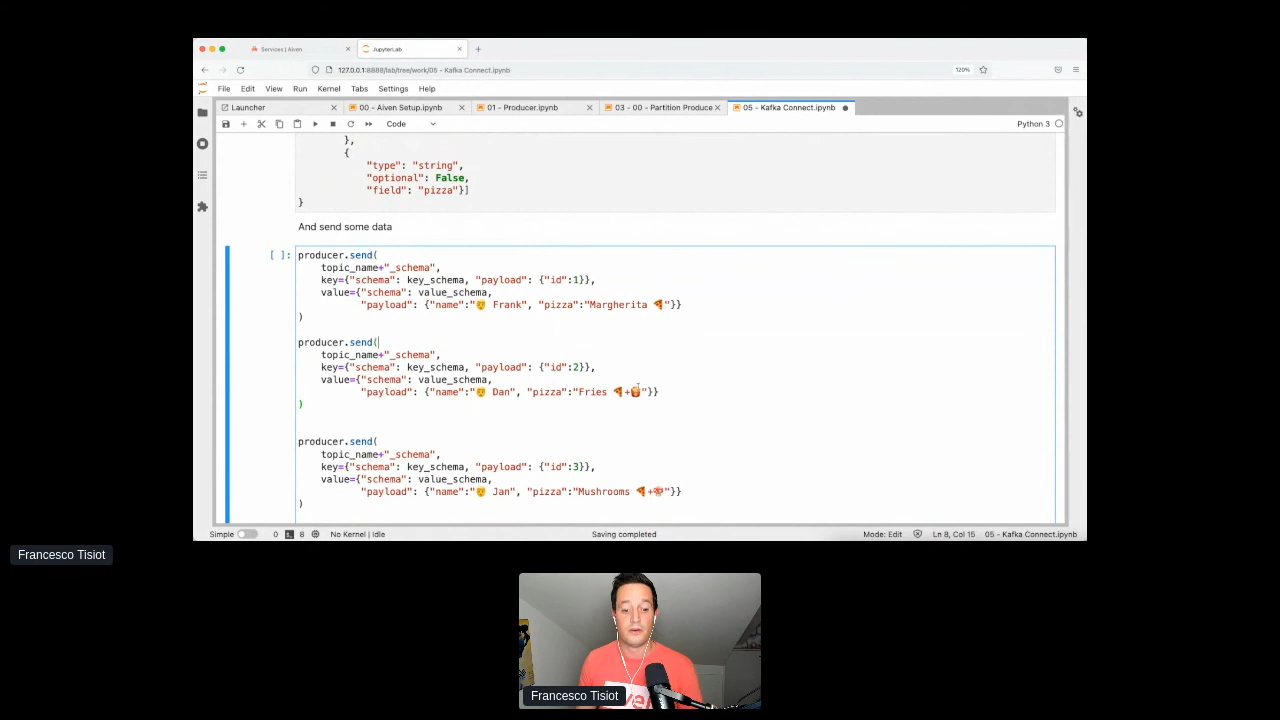 Services | Aiven
JupyterLab
127.0.0.1:8888/lab/tree/work/05 - Kafka Connect.ipynb
120%
File Edit View Run Kernel Tabs Settings Help
Launcher
00 - Aiven Setup.ipynb
01 - Producer.ipynb
03 - 00 - Partition Produce
05 - Kafka Connect.ipynb
Code
Python 3
},
{
"type": "string",
"optional": False,
"field": "pizza"}]
}
And send some data
[ ]:
producer.send(
topic_name+"_schema",
key={"schema": key_schema, "payload": {"id":1}},
value={"schema": value_schema,
"payload": {"name":"👨 Frank", "pizza":"Margherita 🍕"}}
)
producer.send(
topic_name+"_schema",
key={"schema": key_schema, "payload": {"id":2}},
value={"schema": value_schema,
"payload": {"name":"👨 Dan", "pizza":"Fries 🍕+🍟"}}
)
producer.send(
topic_name+"_schema",
key={"schema": key_schema, "payload": {"id":3}},
value={"schema": value_schema,
"payload": {"name":"👨 Jan", "pizza":"Mushrooms 🍕+🍄"}}
)
Simple 0 8 No Kernel | Idle Saving completed Mode: Edit Ln 8, Col 15 05 - Kafka Connect.ipynb
Francesco Tisiot
Francesco Tisiot